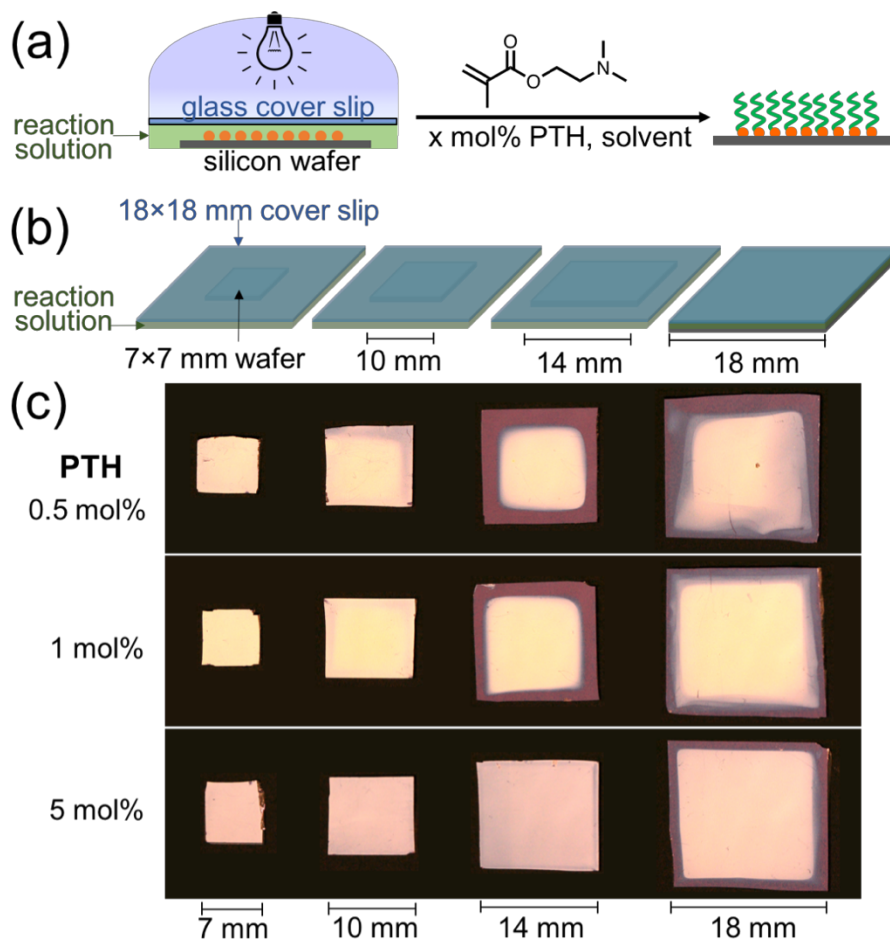 (a)
glass cover slip
reaction
solution
silicon wafer
O
O
N
x mol% PTH, solvent
(b)
18×18 mm cover slip
reaction
solution
7×7 mm wafer
10 mm
14 mm
18 mm
(c)
PTH
0.5 mol%
1 mol%
5 mol%
7 mm
10 mm
14 mm
18 mm